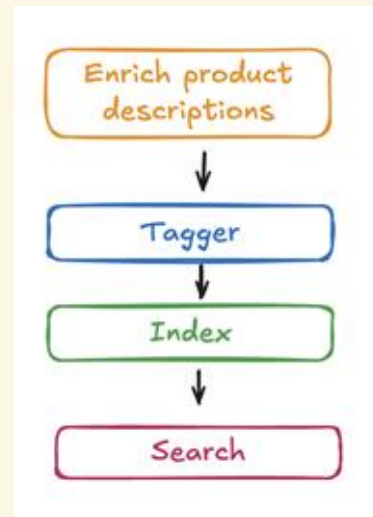 Enrich product
descriptions
Tagger
Index
Search